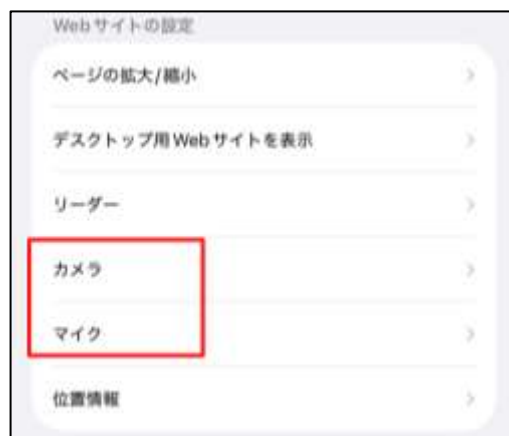 Webサイトの設定
ページの拡大/縮小
デスクトップ用Webサイトを表示
リーダー
カメラ
マイク
位置情報